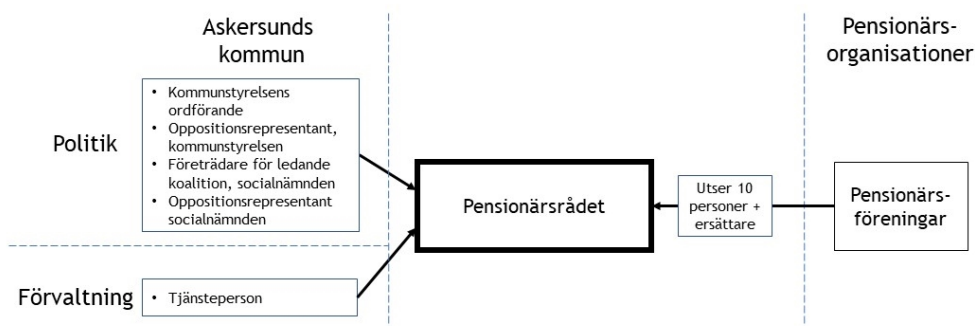 Askersunds
kommun
Politik
• Kommunstyrelsens
ordförande
• Oppositionsrepresentant,
kommunstyrelsen
• Företrädare för ledande
koalition, socialnämnden
• Oppositionsrepresentant
socialnämnden
Förvaltning
• Tjänsteperson
Pensionärsrådet
Utser 10
personer +
ersättare
Pensionärs-
organisationer
Pensionärs-
föreningar